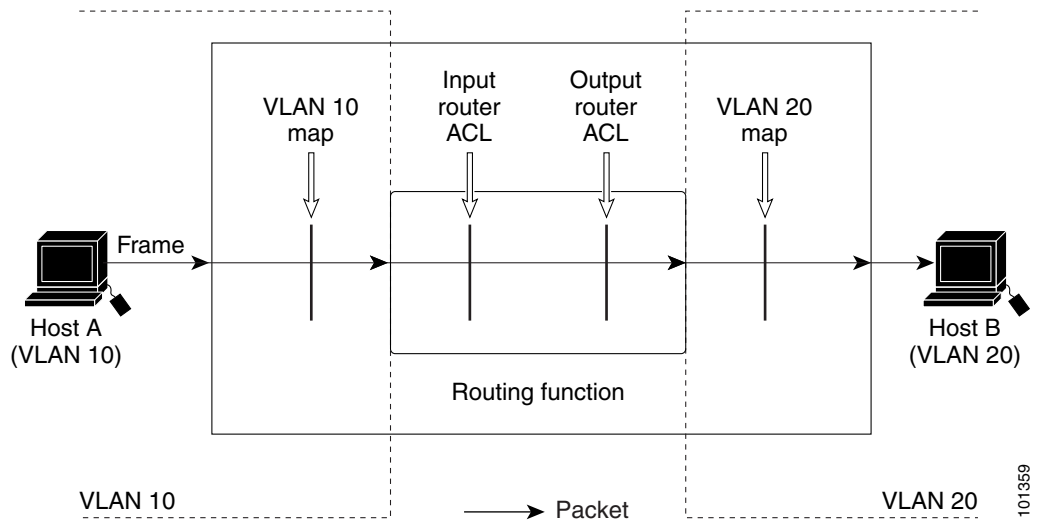 VLAN 10
map
Input
router
ACL
Output
router
ACL
VLAN 20
map
Frame
Host A
(VLAN 10)
Host B
(VLAN 20)
Routing function
VLAN 10
Packet
VLAN 20
101359